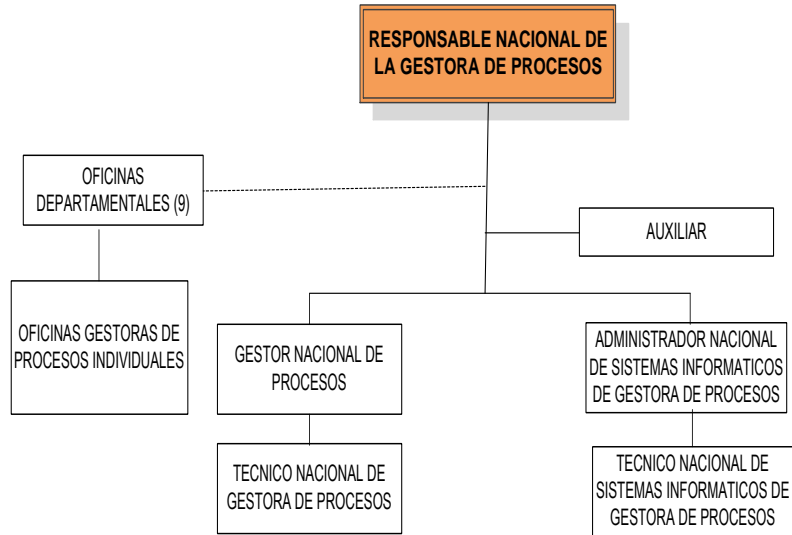 RESPONSABLE NACIONAL DE
LA GESTORA DE PROCESOS
OFICINAS
DEPARTAMENTALES (9)
AUXILIAR
OFICINAS GESTORAS DE
PROCESOS INDIVIDUALES
GESTOR NACIONAL DE
PROCESOS
ADMINISTRADOR NACIONAL
DE SISTEMAS INFORMATICOS
DE GESTORA DE PROCESOS
TECNICO NACIONAL DE
GESTORA DE PROCESOS
TECNICO NACIONAL DE
SISTEMAS INFORMATICOS DE
GESTORA DE PROCESOS